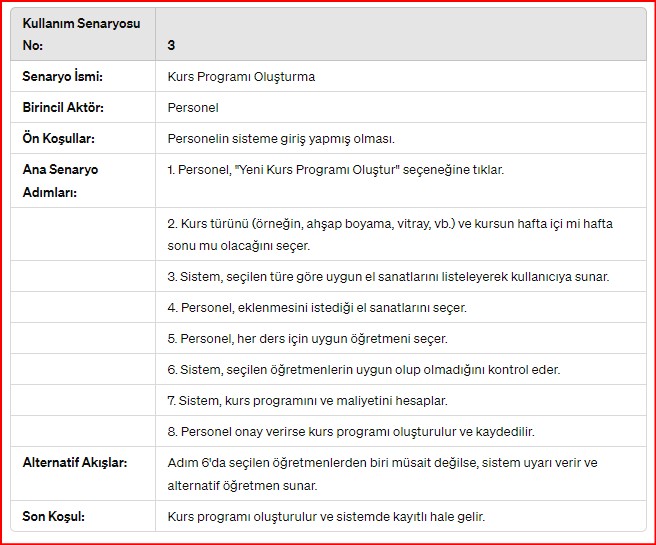 Kullanım Senaryosu
No: 3
Senaryo İsmi: Kurs Programı Oluşturma
Birincil Aktör: Personel
Ön Koşullar: Personelin sisteme giriş yapmış olması.
Ana Senaryo 1. Personel, "Yeni Kurs Programı Oluştur" seçeneğine tıklar.
Adımları:
2. Kurs türünü (örneğin, ahşap boyama, vitray, vb.) ve kursun hafta içi mi hafta
sonu mu olacağını seçer.
3. Sistem, seçilen türe göre uygun el sanatlarını listeleyerek kullanıcıya sunar.
4. Personel, eklenmesini istediği el sanatlarını seçer.
5. Personel, her ders için uygun öğretmeni seçer.
6. Sistem, seçilen öğretmenlerin uygun olup olmadığını kontrol eder.
7. Sistem, kurs programını ve maliyetini hesaplar.
8. Personel onay verirse kurs programı oluşturulur ve kaydedilir.
Alternatif Akışlar: Adım 6'da seçilen öğretmenlerden biri müsait değilse, sistem uyarı verir ve
alternatif öğretmen sunar.
Son Koşul: Kurs programı oluşturulur ve sistemde kayıtlı hale gelir.